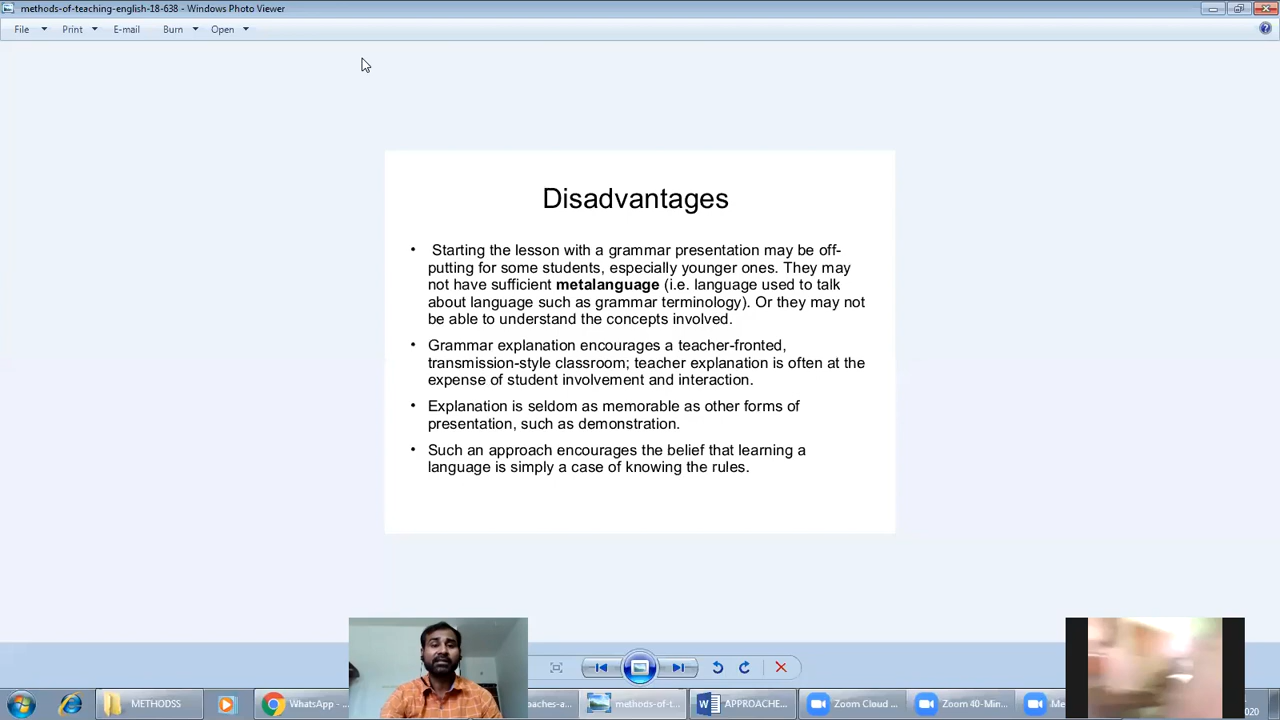 methods-of-teaching-english-18-638 - Windows Photo Viewer
File Print E-mail Burn Open
Disadvantages
• Starting the lesson with a grammar presentation may be off-
putting for some students, especially younger ones. They may
not have sufficient metalanguage (i.e. language used to talk
about language such as grammar terminology). Or they may not
be able to understand the concepts involved.
• Grammar explanation encourages a teacher-fronted,
transmission-style classroom; teacher explanation is often at the
expense of student involvement and interaction.
• Explanation is seldom as memorable as other forms of
presentation, such as demonstration.
• Such an approach encourages the belief that learning a
language is simply a case of knowing the rules.
METHODSS WhatsApp - oaches-a... methods-of-t... APPROACHE... Zoom Cloud ... Zoom 40-Min... Me 2020